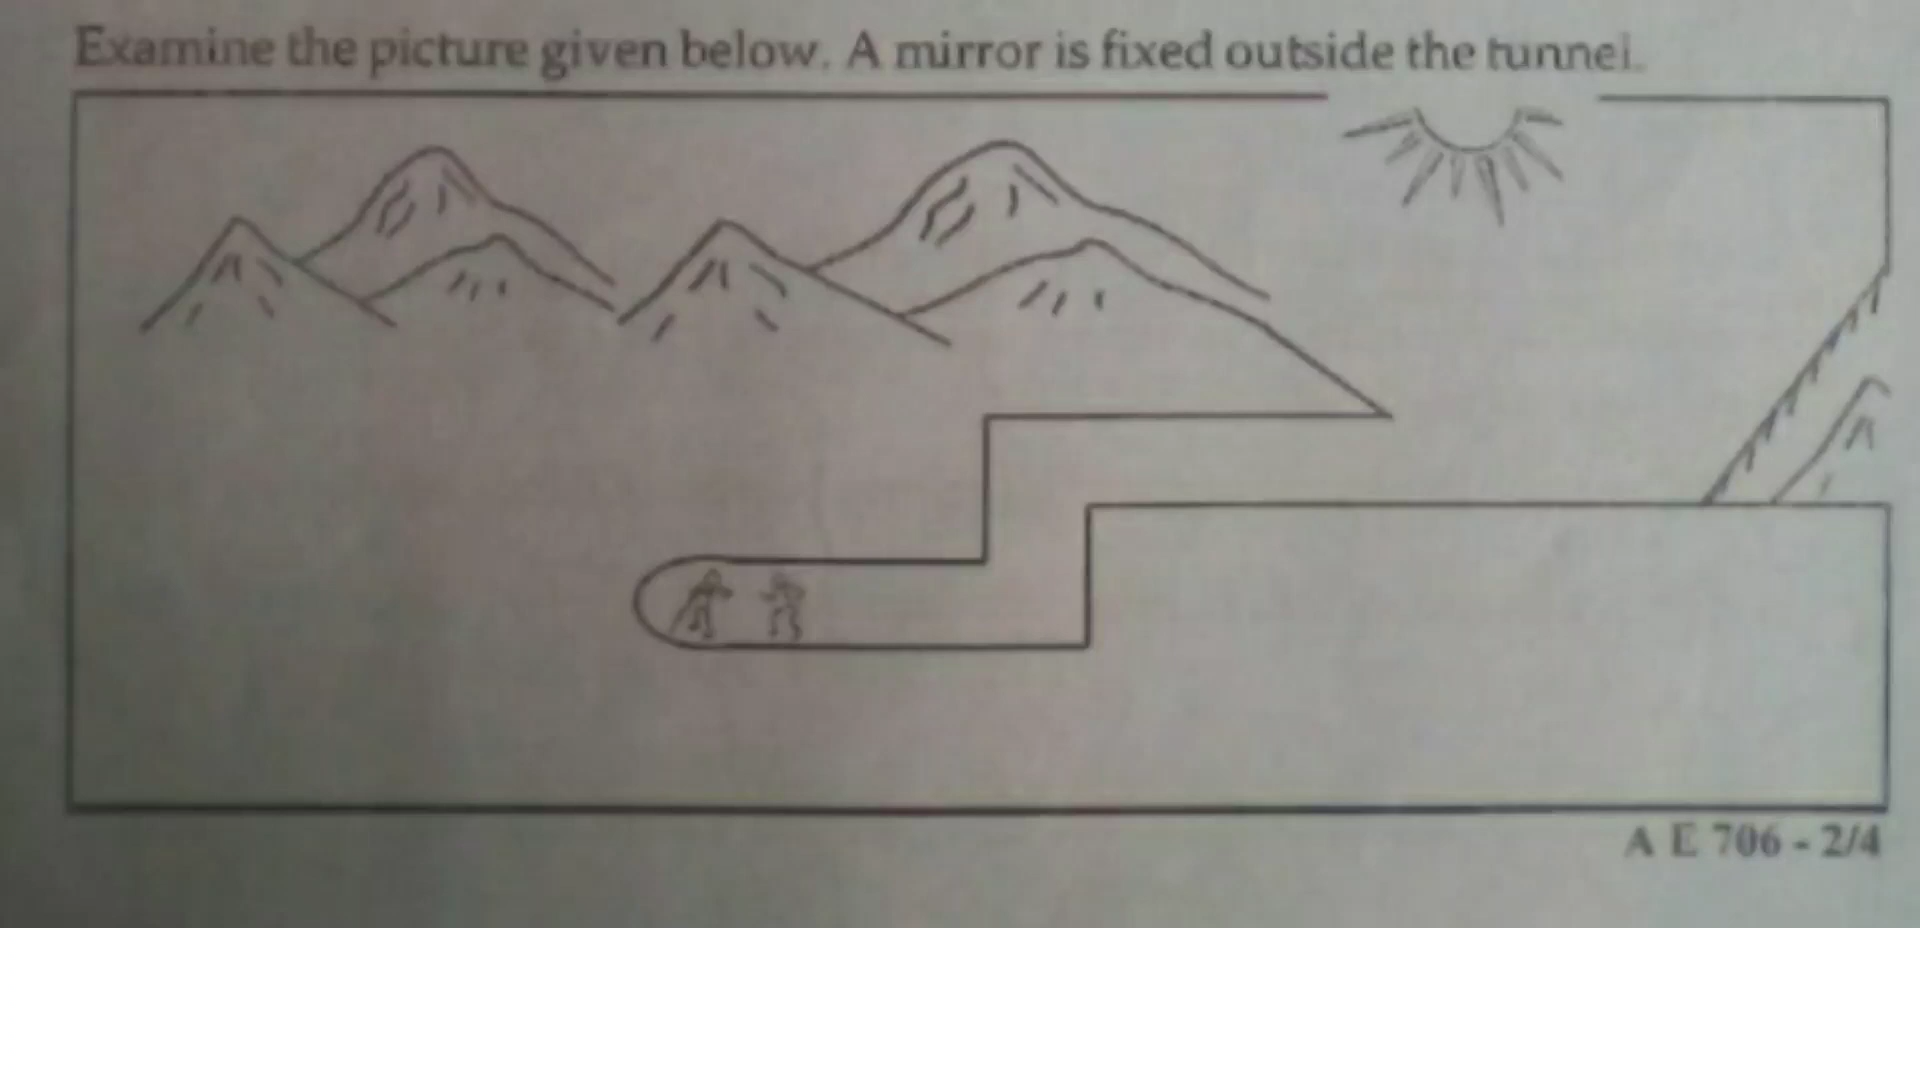 Examine the picture given below. A mirror is fixed outside the tunnel.
A E 706 - 2/4